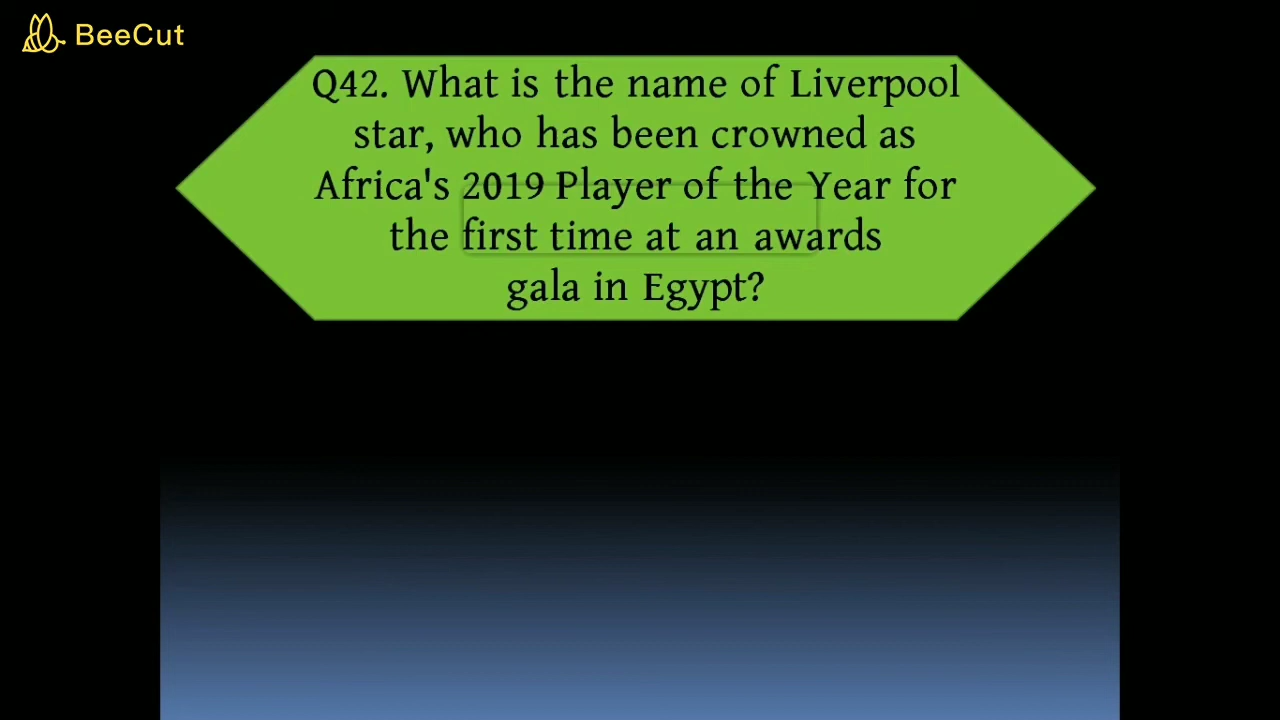 BeeCut
Q42. What is the name of Liverpool
star, who has been crowned as
Africa's 2019 Player of the Year for
the first time at an awards
gala in Egypt?